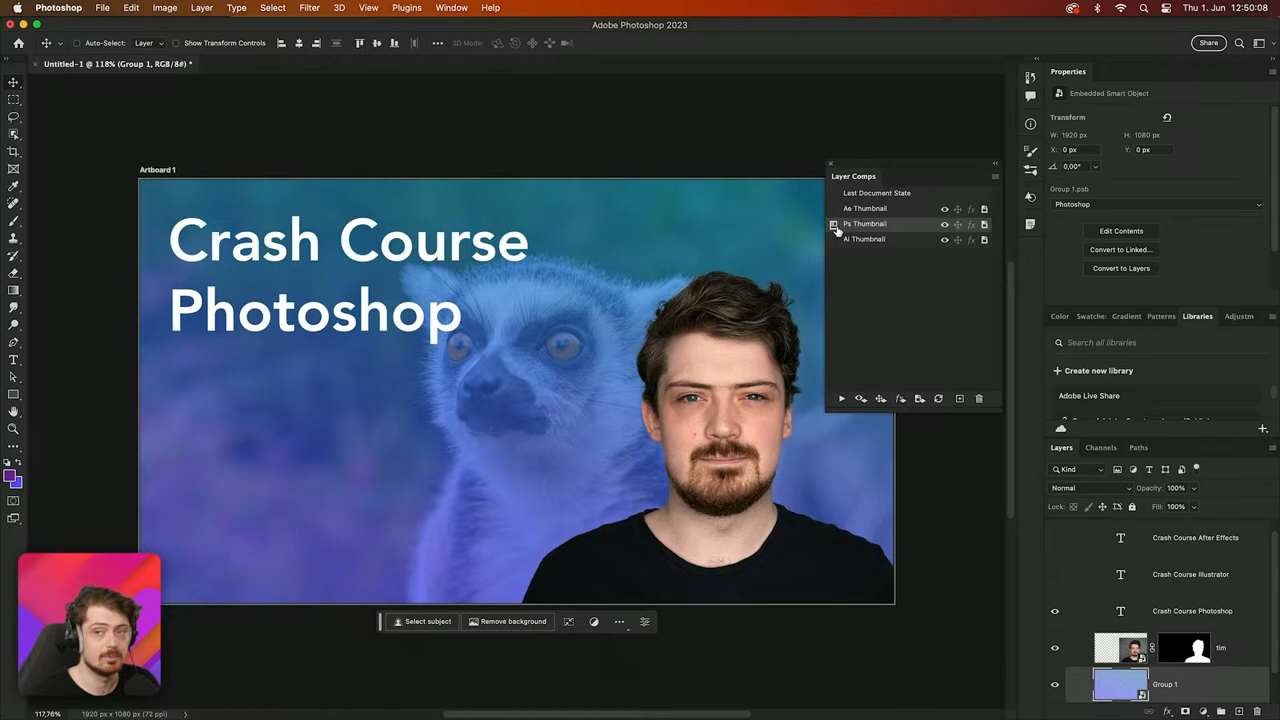 Photoshop File Edit Image Layer Type Select Filter 3D View Plugins Window Help Thu 1. Jun 12:50:08
Adobe Photoshop 2023
Auto-Select: Layer Show Transform Controls ••• 3D Mode: Share
Untitled-1 @ 118% (Group 1, RGB/8#) *
Artboard 1
Crash Course
Photoshop
Select subject Remove background
117,76% 1920 px x 1080 px (72 ppi)
Layer Comps
Last Document State
Ae Thumbnail
Ps Thumbnail
Ai Thumbnail
Properties
Embedded Smart Object
Transform
W: 1920 px H: 1080 px
X: 0 px Y: 0 px
0,00°
Group 1.psb
Photoshop
Edit Contents
Convert to Linked...
Convert to Layers
Color Swatche: Gradient Patterns Libraries Adjustm
Search all libraries
Create new library
Adobe Live Share
Layers Channels Paths
Kind
Normal Opacity: 100%
Lock: Fill: 100%
Crash Course After Effects
Crash Course Illustrator
Crash Course Photoshop
tim
Group 1